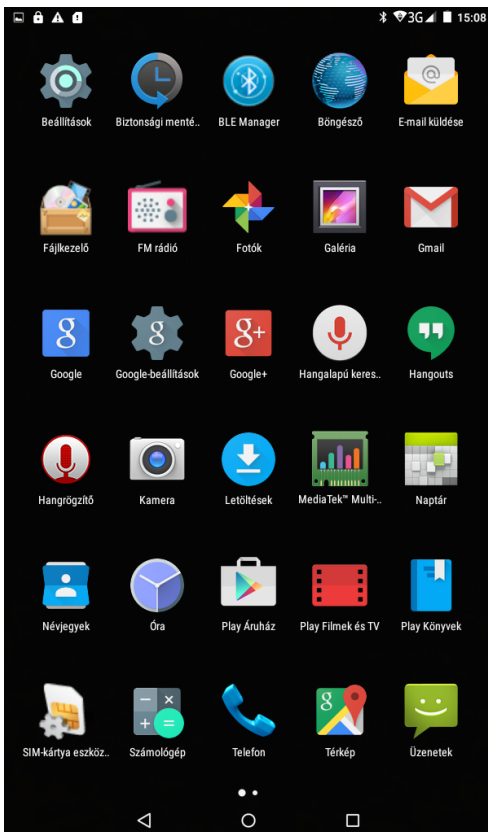 3G 15:08
Beállítások Biztonsági menté.. BLE Manager Böngésző E-mail küldése
Fájlkezelő FM rádió Fotók Galéria Gmail
Google Google-beállítások Google+ Hangalapú keres.. Hangouts
Hangrögzítő Kamera Letöltések MediaTek™ Multi-.. Naptár
Névjegyek Óra Play Áruház Play Filmek és TV Play Könyvek
SIM-kártya eszköz.. Számológép Telefon Térkép Üzenetek